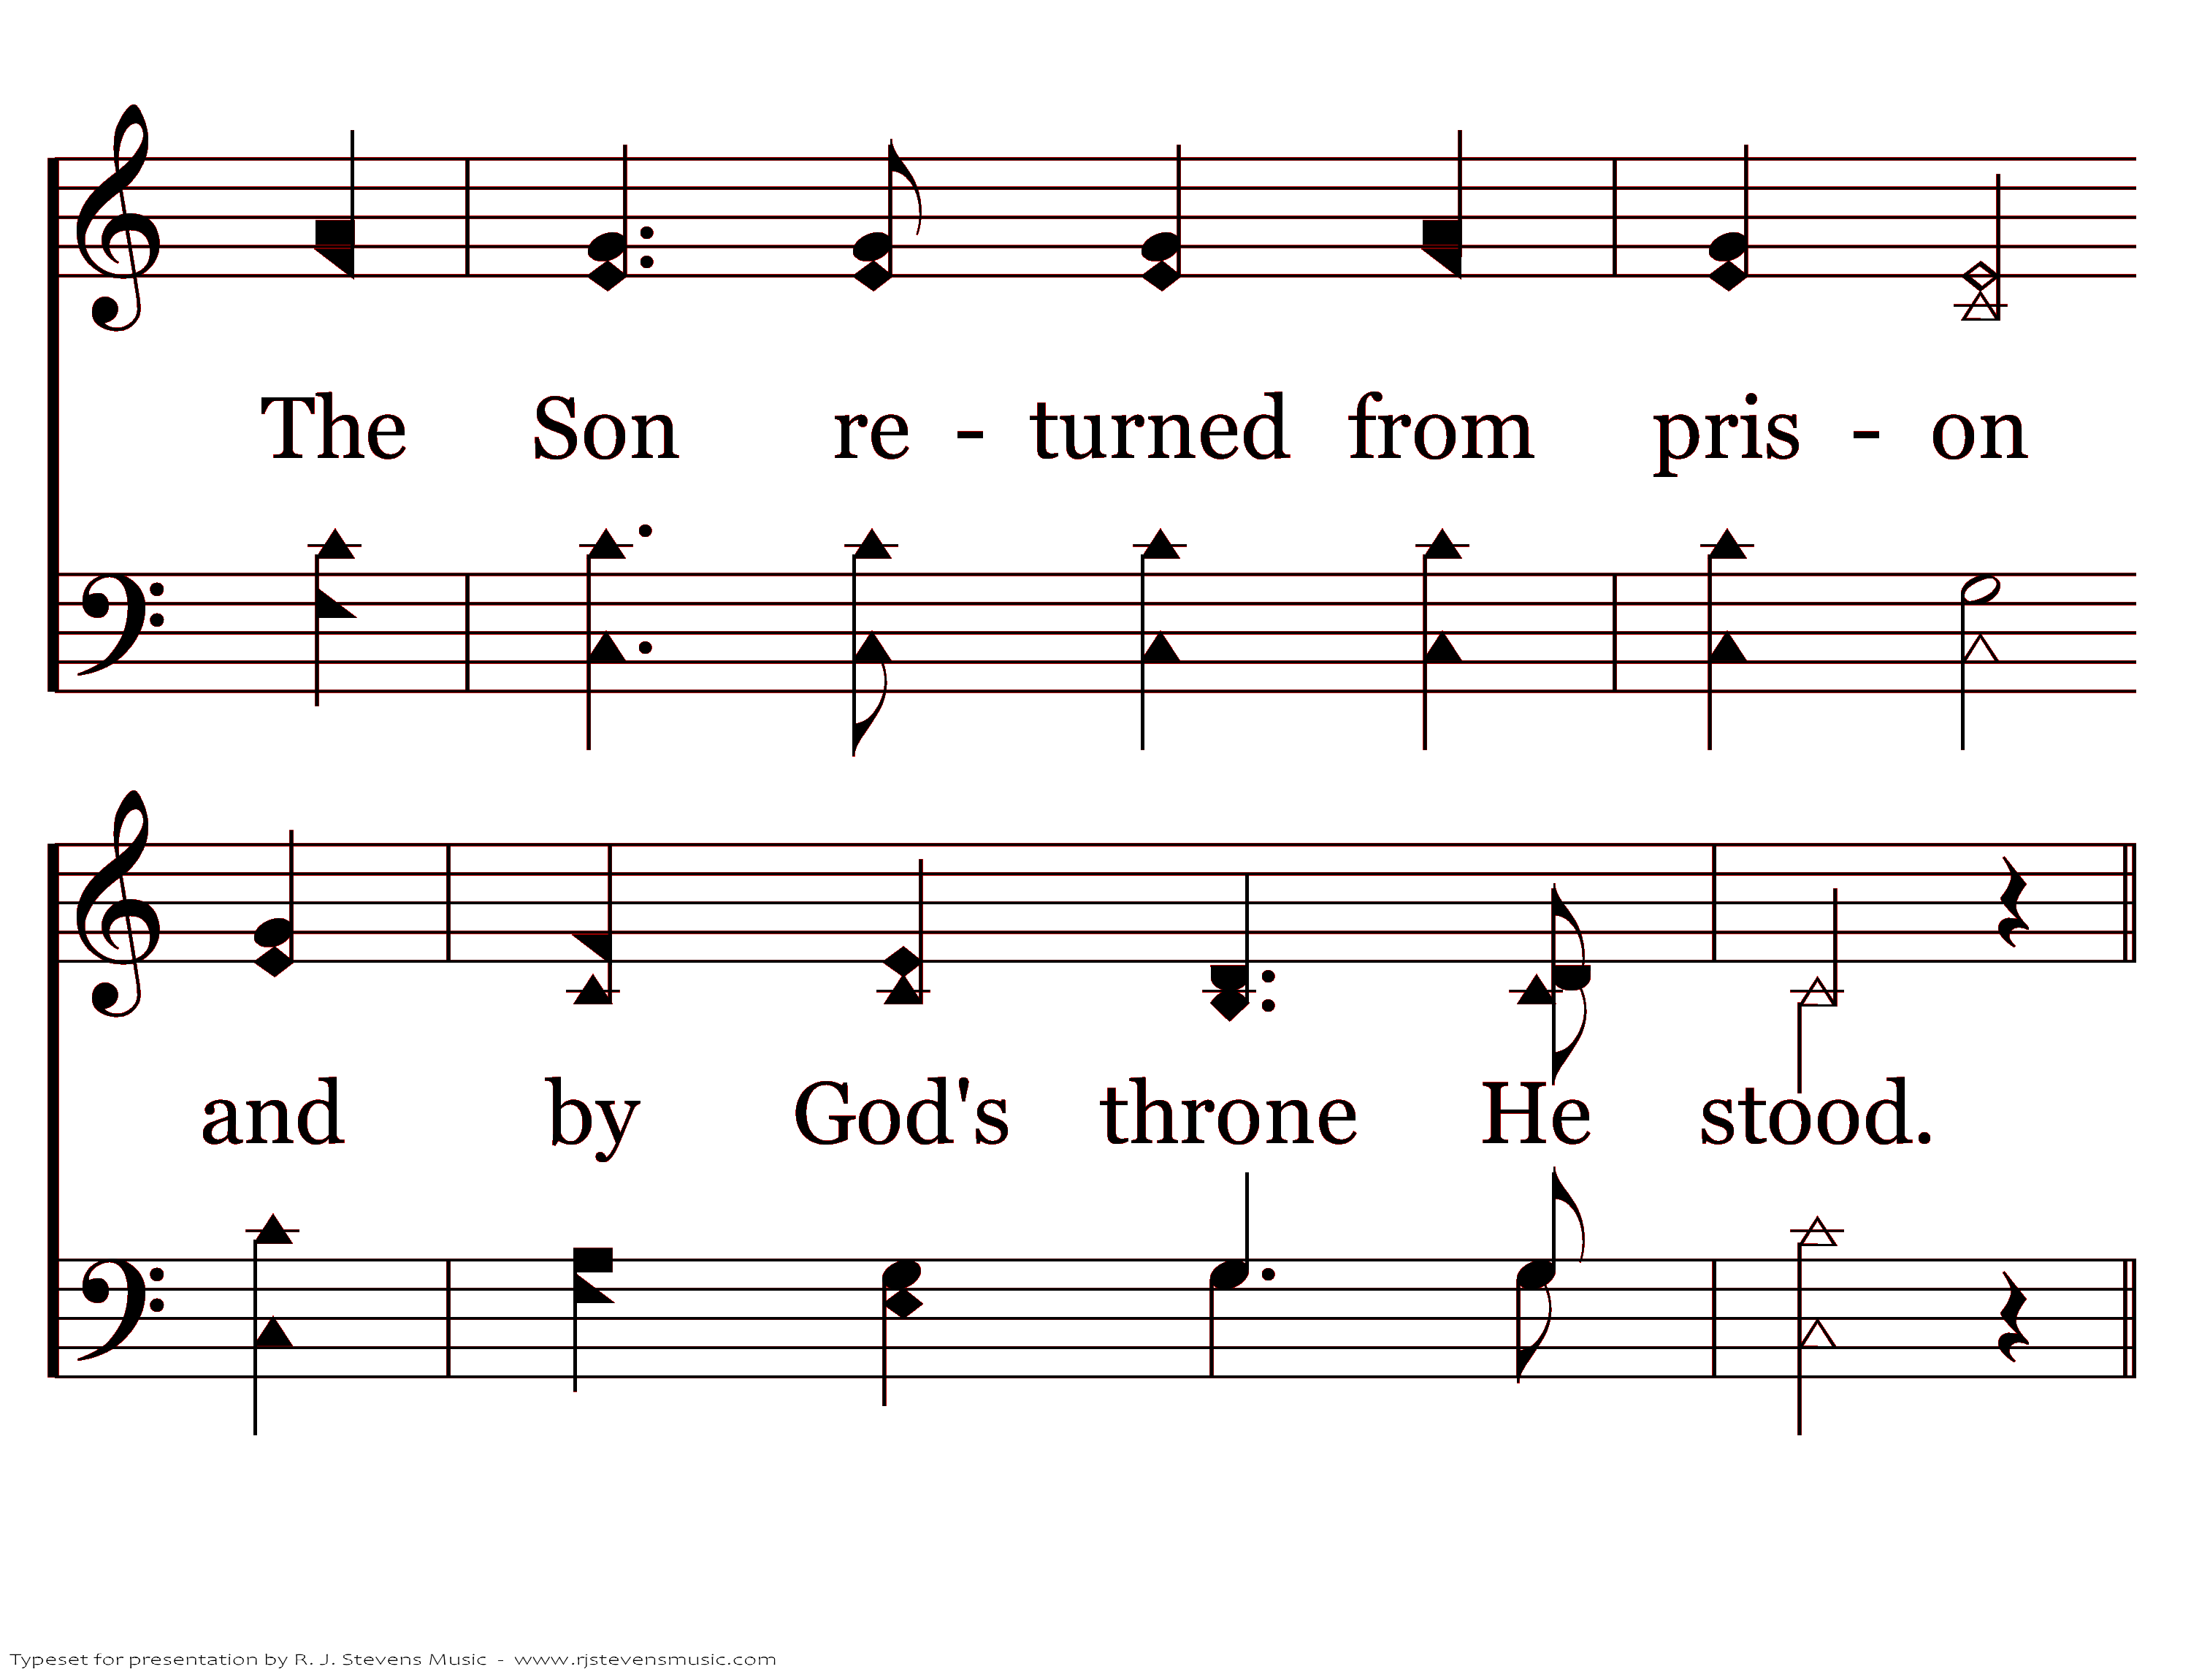 The Son re - turned from pris - on
and by God's throne He stood.
Typeset for presentation by R. J. Stevens Music - www.rjstevensmusic.com